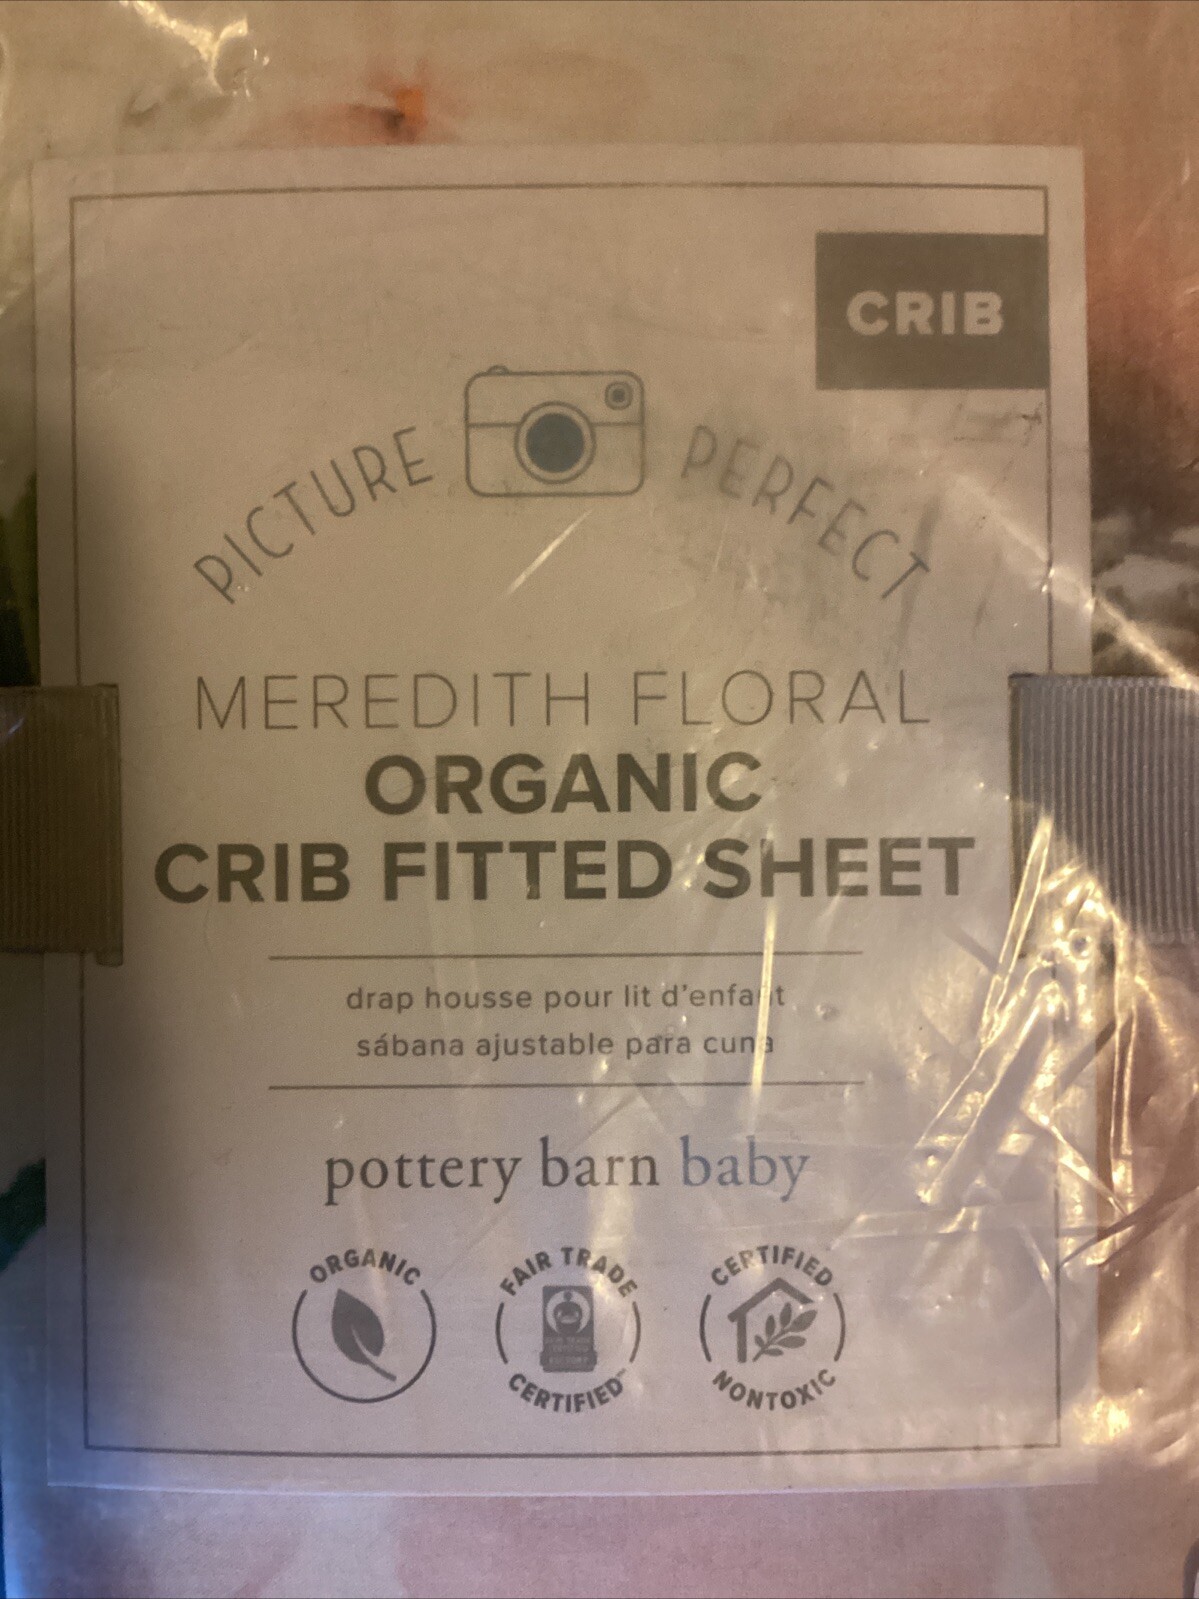 CRIB
PICTURE PERFECT
MEREDITH FLORAL
ORGANIC
CRIB FITTED SHEET
drap housse pour lit d'enfant
sábana ajustable para cuna
pottery barn baby
ORGANIC
FAIR TRADE
CERTIFIED™
CERTIFIED
NONTOXIC